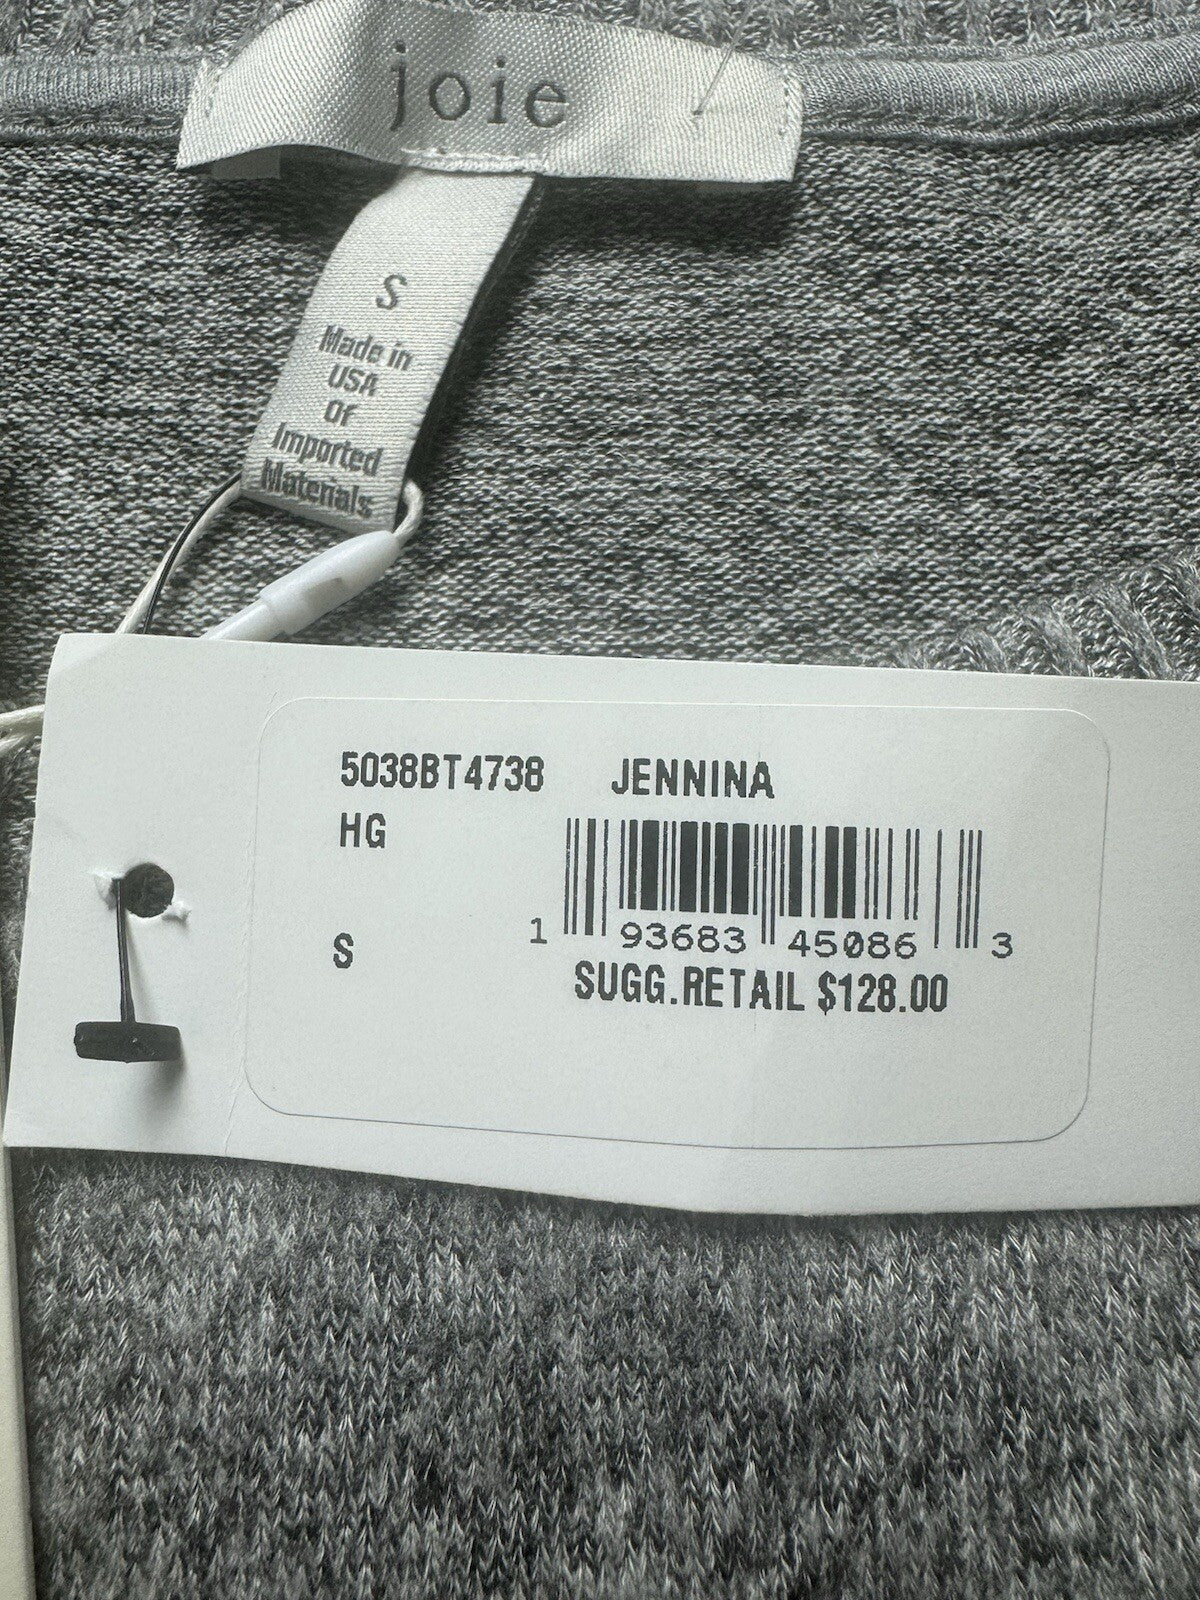 joie
S
Made in
USA
of
Imported
Materials
5038BT4738 JENNINA
HG
S
1 93683 45086 3
SUGG.RETAIL $128.00